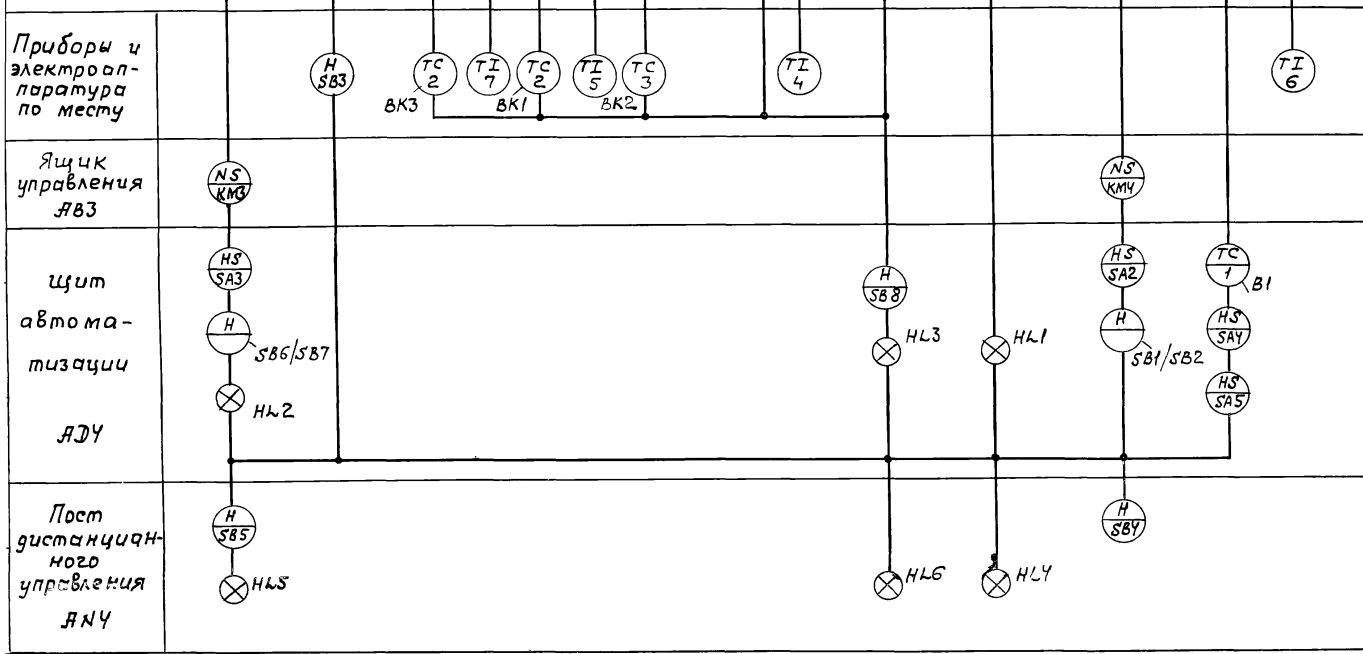 Приборы и
электроап-
паратура
по месту
H
SB3
TC
2
BK3
TI
7
TC
2
BK1
TI
5
TC
3
BK2
TI
4
TI
6
Ящик
управления
AB3
NS
KM3
NS
KM4
Щит
автома-
тизации
AD4
HS
SA3
H
SB6/SB7
HL2
H
SB8
HL3
HL1
HS
SA2
H
SB1/SB2
TC
1
B1
HS
SA4
HS
SA5
Пост
дистанцион-
ного
управления
AN4
H
SB5
HL5
HL6
HL4
H
SB4